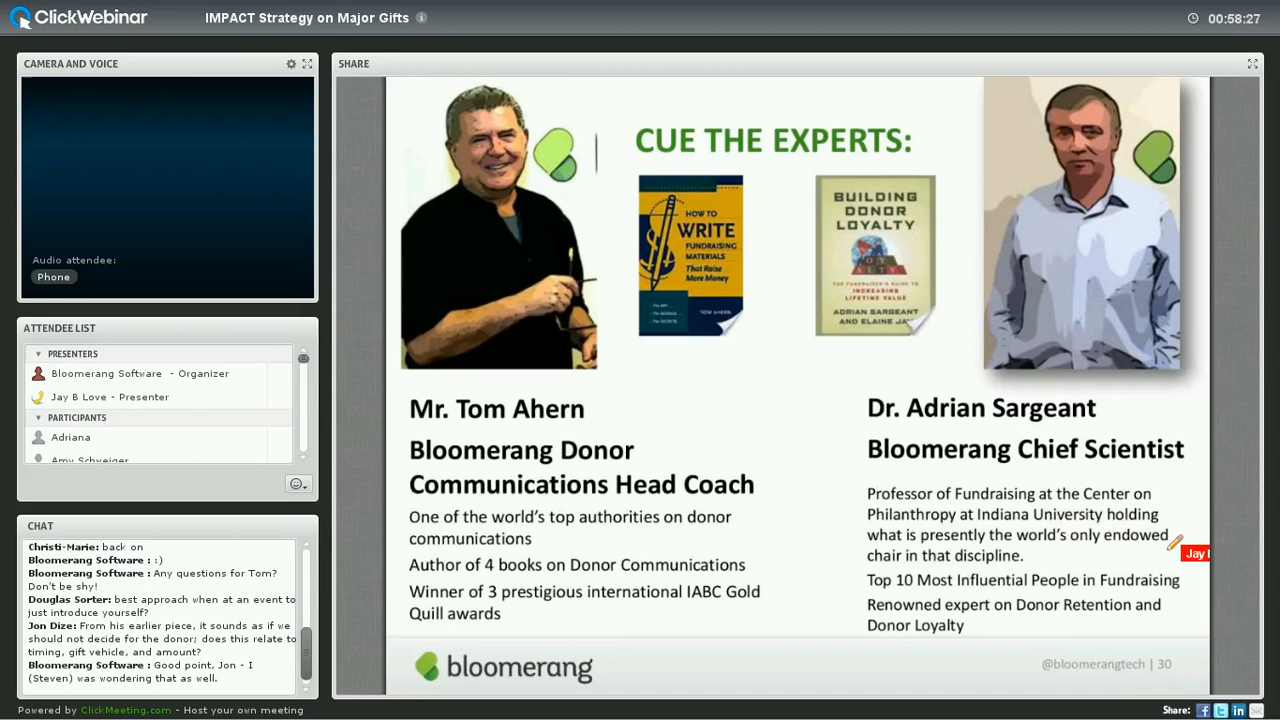 ClickWebinar
IMPACT Strategy on Major Gifts
00:58:27
CAMERA AND VOICE
Audio attendee:
Phone
ATTENDEE LIST
PRESENTERS
Bloomerang Software - Organizer
Jay B Love - Presenter
PARTICIPANTS
Adriana
Amy Schweiger
CHAT
Christi-Marie: back on
Bloomerang Software : :)
Bloomerang Software : Any questions for Tom?
Don't be shy!
Douglas Sorter: best approach when at an event to
just introduce yourself?
Jon Dize: From his earlier piece, it sounds as if we
should not decide for the donor; does this relate to
timing, gift vehicle, and amount?
Bloomerang Software : Good point, Jon - I
(Steven) was wondering that as well.
SHARE
CUE THE EXPERTS:
HOW TO
WRITE
FUNDRAISING
MATERIALS
That Raise
More Money
TOM AHERN
BUILDING
DONOR
LOYALTY
THE FUNDRAISER'S GUIDE TO
INCREASING
LIFETIME VALUE
ADRIAN SARGEANT
AND ELAINE JAY
Mr. Tom Ahern
Bloomerang Donor
Communications Head Coach
One of the world's top authorities on donor
communications
Author of 4 books on Donor Communications
Winner of 3 prestigious international IABC Gold
Quill awards
Dr. Adrian Sargeant
Bloomerang Chief Scientist
Professor of Fundraising at the Center on
Philanthropy at Indiana University holding
what is presently the world's only endowed
chair in that discipline.
Jay
Top 10 Most Influential People in Fundraising
Renowned expert on Donor Retention and
Donor Loyalty
bloomerang
@bloomerangtech | 30
Powered by ClickMeeting.com - Host your own meeting
Share: